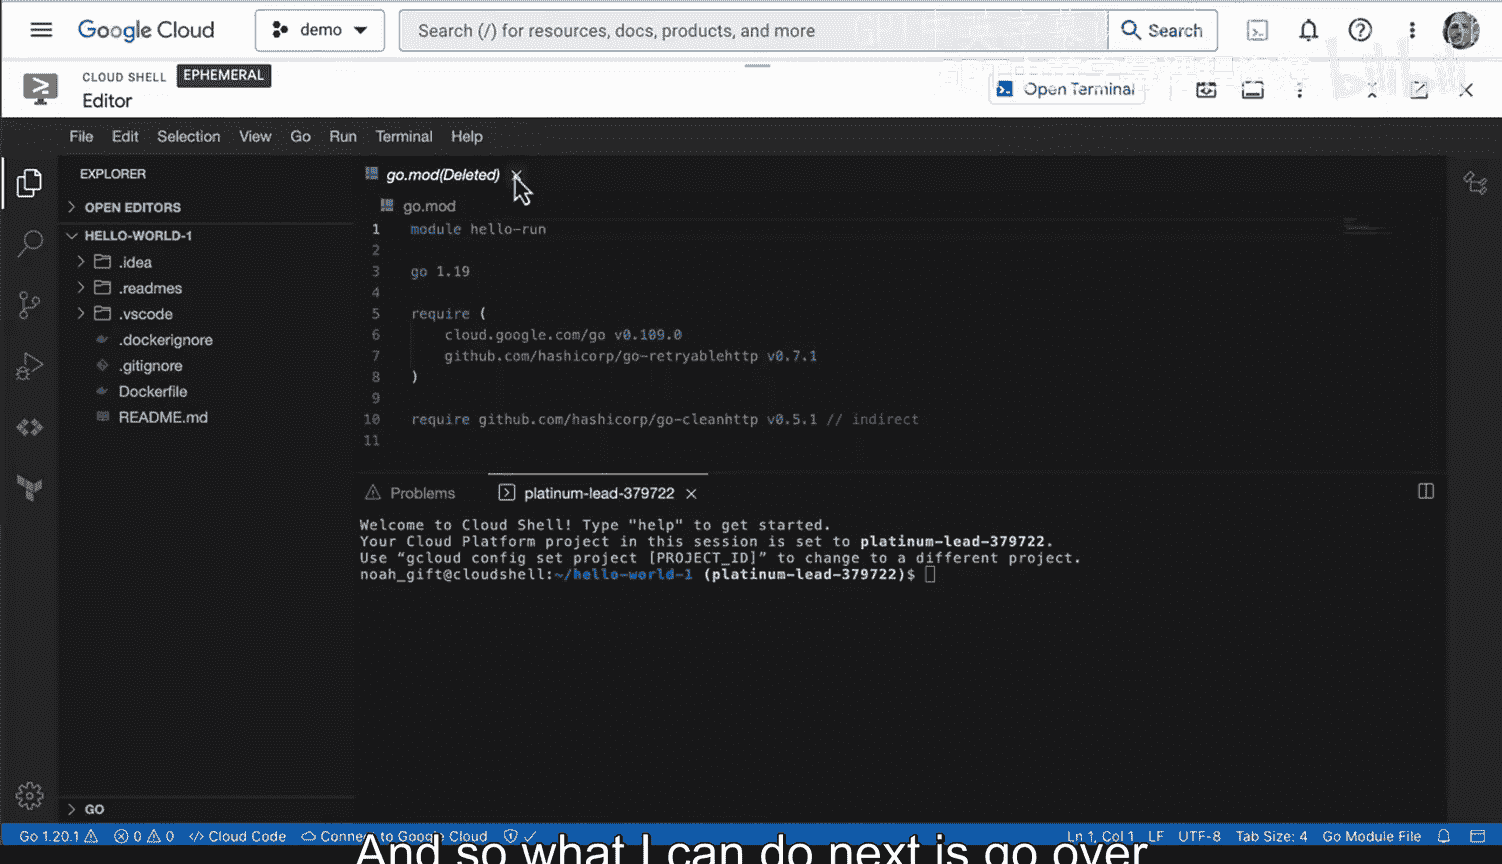 Google Cloud
demo
Search (/) for resources, docs, products, and more
Search
CLOUD SHELL
EPHEMERAL
Editor
Open Terminal
bilibili
File Edit Selection View Go Run Terminal Help
EXPLORER
OPEN EDITORS
HELLO-WORLD-1
.idea
.readmes
.vscode
.dockerignore
.gitignore
Dockerfile
README.md
GO
go.mod(Deleted)
go.mod
1 module hello-run
2
3 go 1.19
4
5 require (
6 cloud.google.com/go v0.109.0
7 github.com/hashicorp/go-retryablehttp v0.7.1
8 )
9
10 require github.com/hashicorp/go-cleanhttp v0.5.1 // indirect
11
Problems
platinum-lead-379722
Welcome to Cloud Shell! Type "help" to get started.
Your Cloud Platform project in this session is set to platinum-lead-379722.
Use “gcloud config set project [PROJECT_ID]” to change to a different project.
noah_gift@cloudshell:~/hello-world-1 (platinum-lead-379722)$
Go 1.20.1 0 0 Cloud Code Connect to Google Cloud Ln 1, Col 1 LF UTF-8 Tab Size: 4 Go Module File
And so what I can do next is go over